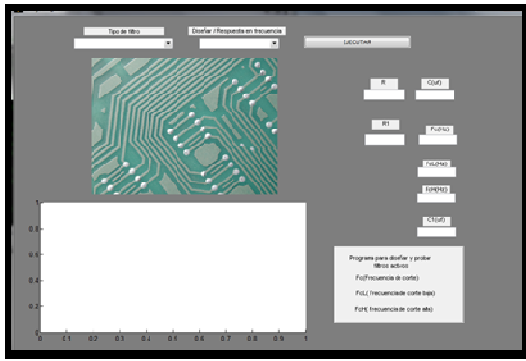 Tipo de filtro
Diseñar / Respuesta en frecuencia
EJECUTAR
R
C(uf)
R1
Fc(Hz)
FcL(Hz)
FcH(Hz)
C1(uf)
1
0.8
0.6
0.4
0.2
0
0 0.1 0.2 0.3 0.4 0.5 0.6 0.7 0.8 0.9 1
Programa para diseñar y probar
filtros activos
Fc(Frecuencia de corte)
FcL( frecuencia de corte baja)
FcH( frecuencia de corte alta)